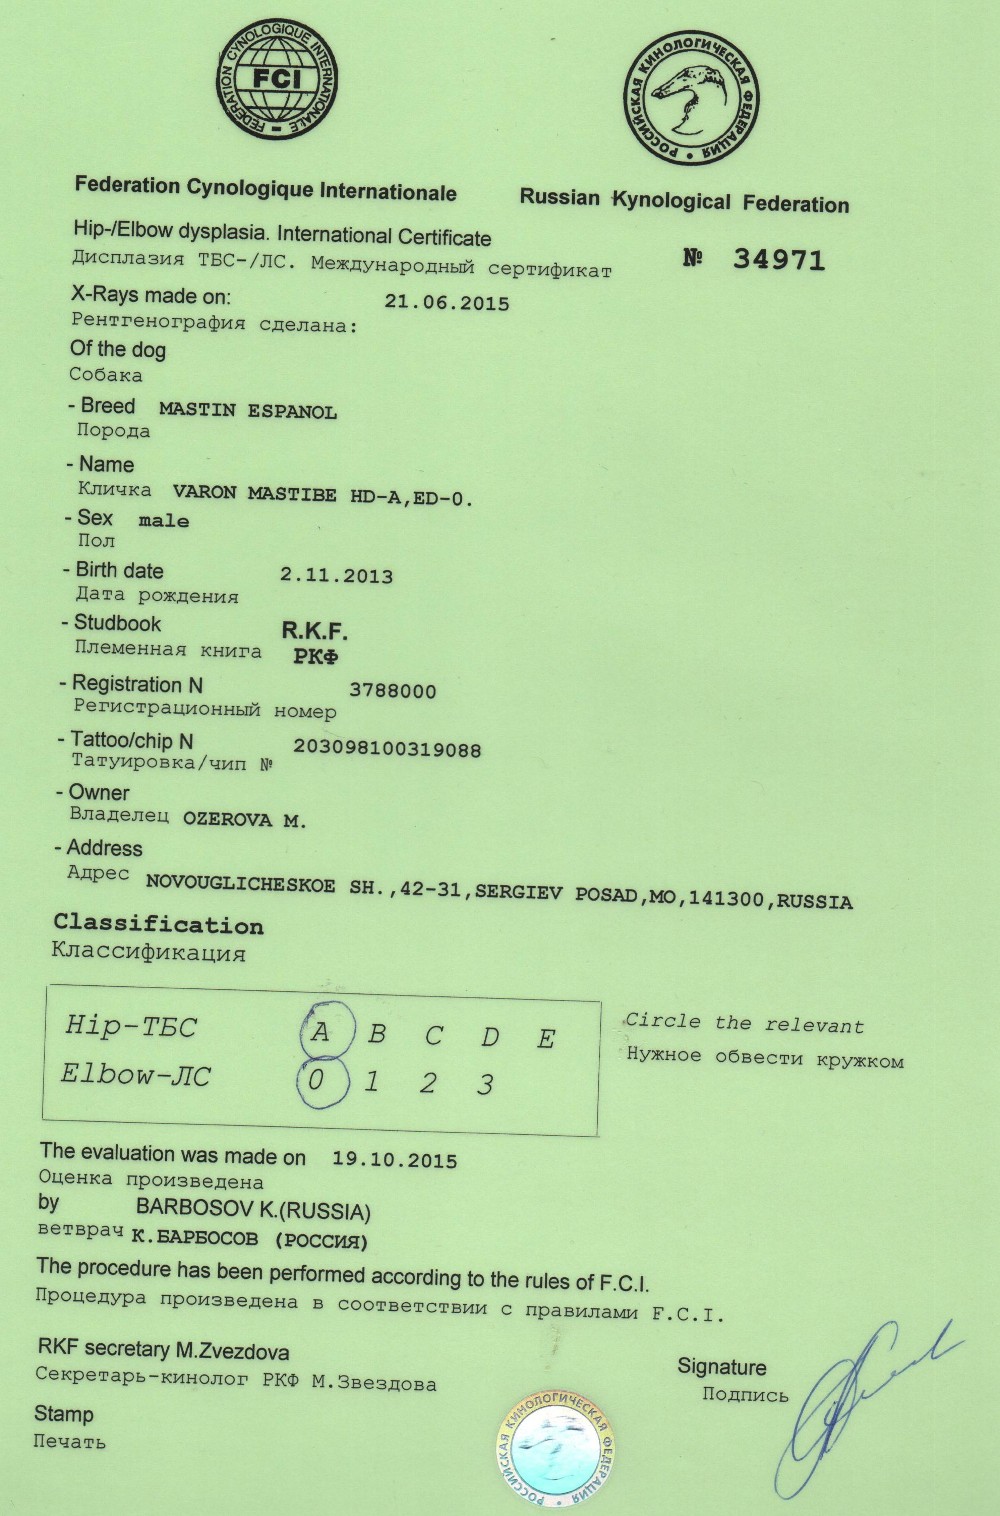 FEDERATION CYNOLOGIQUE INTERNATIONALE
FCI
РОССИЙСКАЯ КИНОЛОГИЧЕСКАЯ ФЕДЕРАЦИЯ
Federation Cynologique Internationale
Russian Kynological Federation
Hip-/Elbow dysplasia. International Certificate
Дисплазия ТБС-/ЛС. Международный сертификат
№ 34971
X-Rays made on: 21.06.2015
Рентгенография сделана:
Of the dog
Собака
- Breed MASTIN ESPANOL
Порода
- Name
Кличка VARON MASTIBE HD-A,ED-0.
- Sex male
Пол
- Birth date 2.11.2013
Дата рождения
- Studbook R.K.F.
Племенная книга РКФ
- Registration N 3788000
Регистрационный номер
- Tattoo/chip N 203098100319088
Татуировка/чип №
- Owner
Владелец OZEROVA M.
- Address
Адрес NOVOUGLICHESKOE SH.,42-31,SERGIEV POSAD,MO,141300,RUSSIA
Classification
Классификация
Hip-ТБС A B C D E
Elbow-ЛС 0 1 2 3
Circle the relevant
Нужное обвести кружком
The evaluation was made on 19.10.2015
Оценка произведена
by BARBOSOV K.(RUSSIA)
ветврач К.БАРБОСОВ (РОССИЯ)
The procedure has been performed according to the rules of F.C.I.
Процедура произведена в соответствии с правилами F.C.I.
RKF secretary M.Zvezdova
Секретарь-кинолог РКФ М.Звездова
Signature
Подпись
Stamp
Печать
РОССИЙСКАЯ КИНОЛОГИЧЕСКАЯ ФЕДЕРАЦИЯ